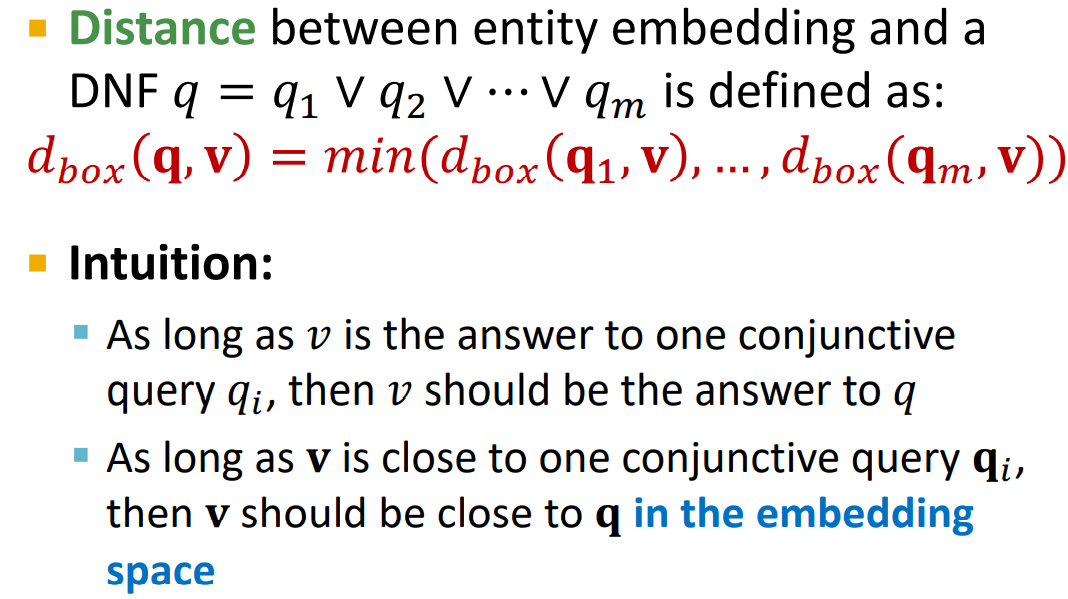 ▪ Distance between entity embedding and a
DNF q = q₁ ∨ q₂ ∨ ⋯ ∨ qₘ is defined as:
d_box(q, v) = min(d_box(q₁, v), … , d_box(qₘ, v))
▪ Intuition:
▪ As long as v is the answer to one conjunctive
query qᵢ, then v should be the answer to q
▪ As long as v is close to one conjunctive query qᵢ,
then v should be close to q in the embedding
space